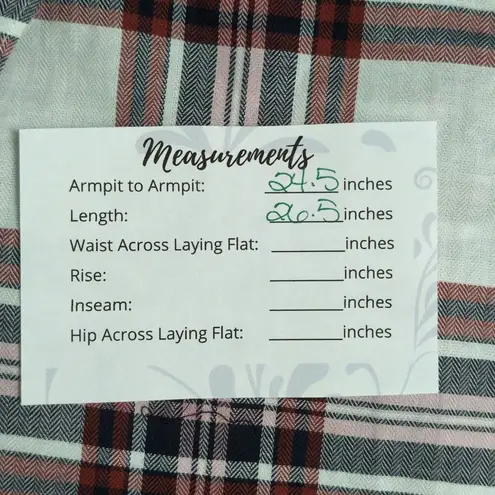 Measurements
Armpit to Armpit: 24.5 inches
Length: 26.5 inches
Waist Across Laying Flat: ________inches
Rise: ________inches
Inseam: ________inches
Hip Across Laying Flat: ________inches